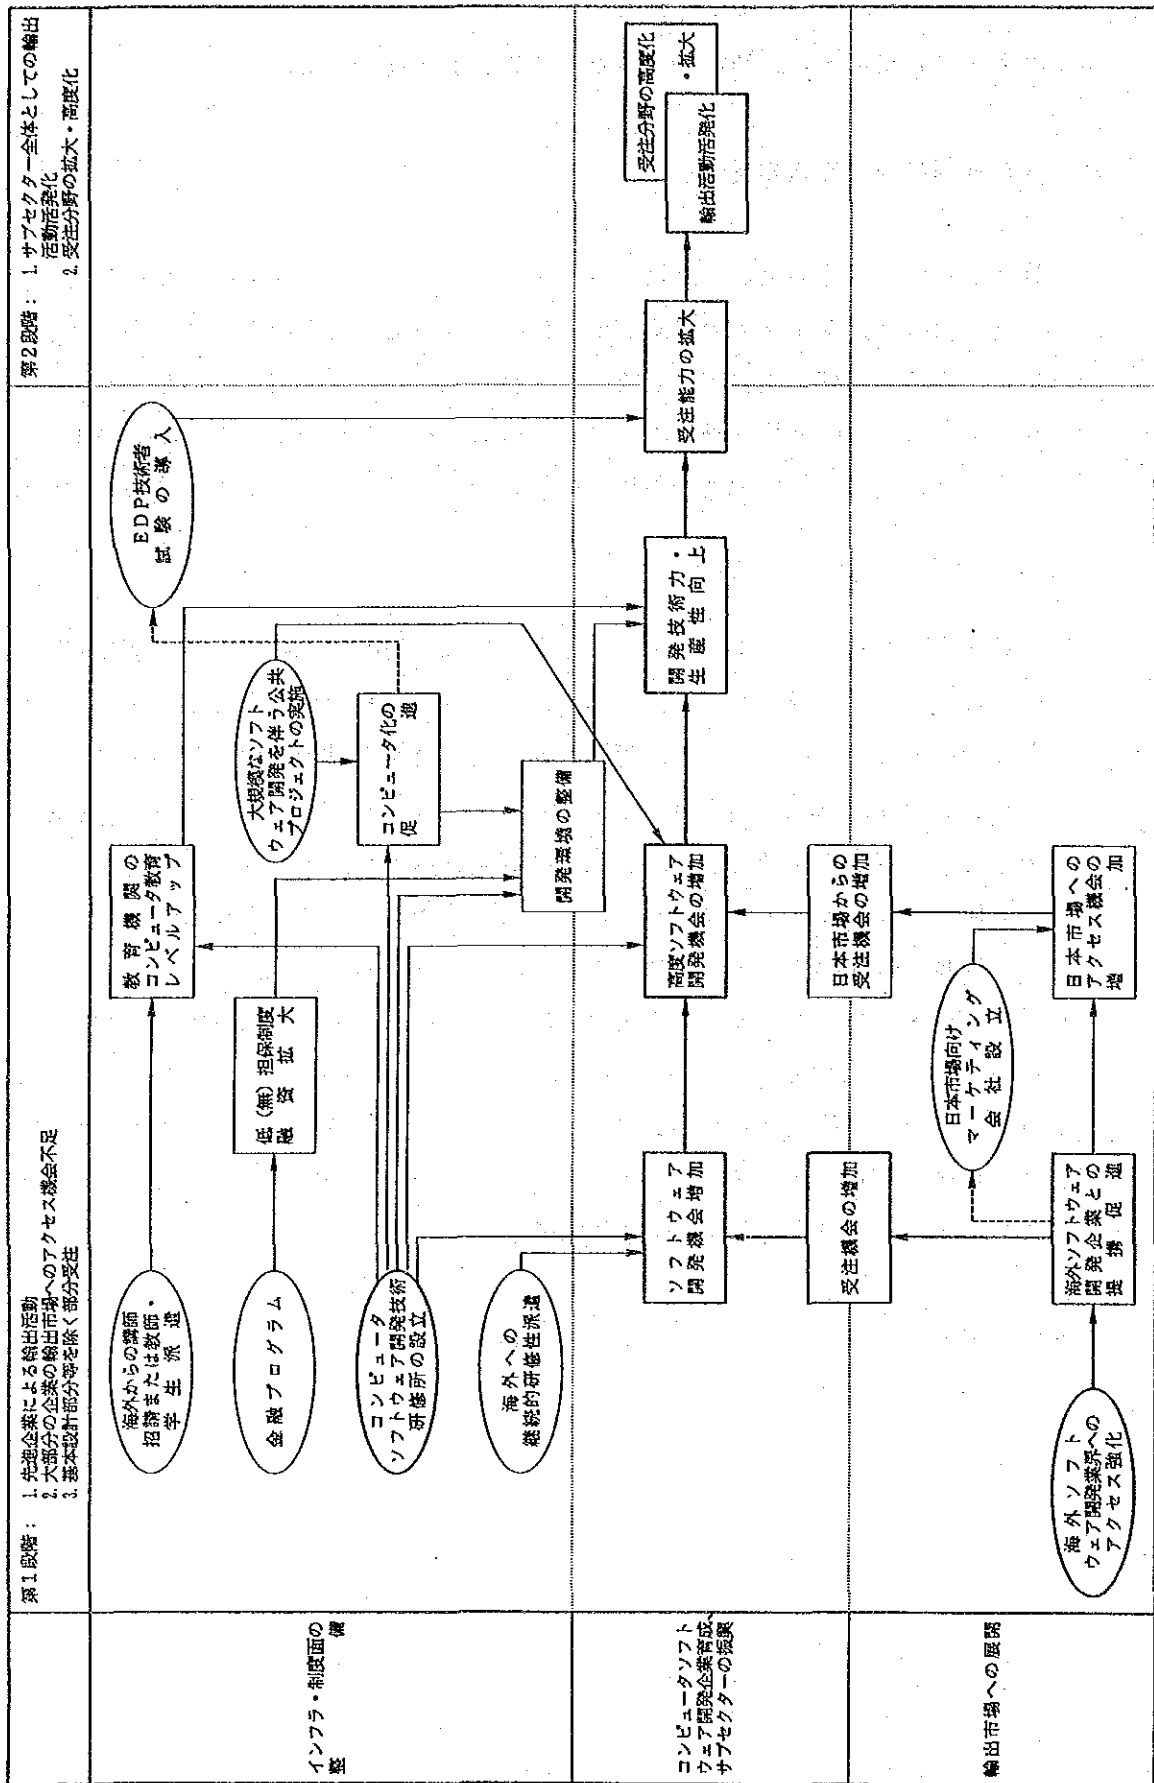 第1段階：
1. 先進企業による輸出活動
2. 大部分の企業の輸出市場へのアクセス機会不足
3. 基本設計部分等を除く部分受注
第2段階：
1. サブセクター全体としての輸出
活動活発化
2. 受注分野の拡大・高度化
インフラ・制度面の
整備
海外からの講師
招請または教師・
学生派遣
教育機関の
コンピュータ教育
レベルアップ
EDP技術者
試験の導入
金融プログラム
低(無)担保制度
融資拡大
大規模なソフト
ウェア開発を伴う公共
プロジェクトの実施
コンピュータ
ソフトウェア開発技術
研修所の設立
コンピュータ化の
促進
海外への
継続的研修性派遣
開発環境の整備
コンピュータソフト
ウェア開発企業育成、
サブセクターの振興
ソフトウェア
開発機会増加
高度ソフトウェア
開発機会の増加
開発技術力・
生産性向上
受注能力の拡大
輸出活動活発化
受注分野の高度化
・拡大
輸出市場への展開
受注機会の増加
日本市場からの
受注機会の増加
日本市場向け
マーケティング
会社設立
海外ソフト
ウェア開発業界への
アクセス強化
海外ソフトウェア
開発企業との
提携促進
日本市場への
アクセス機会の
増加